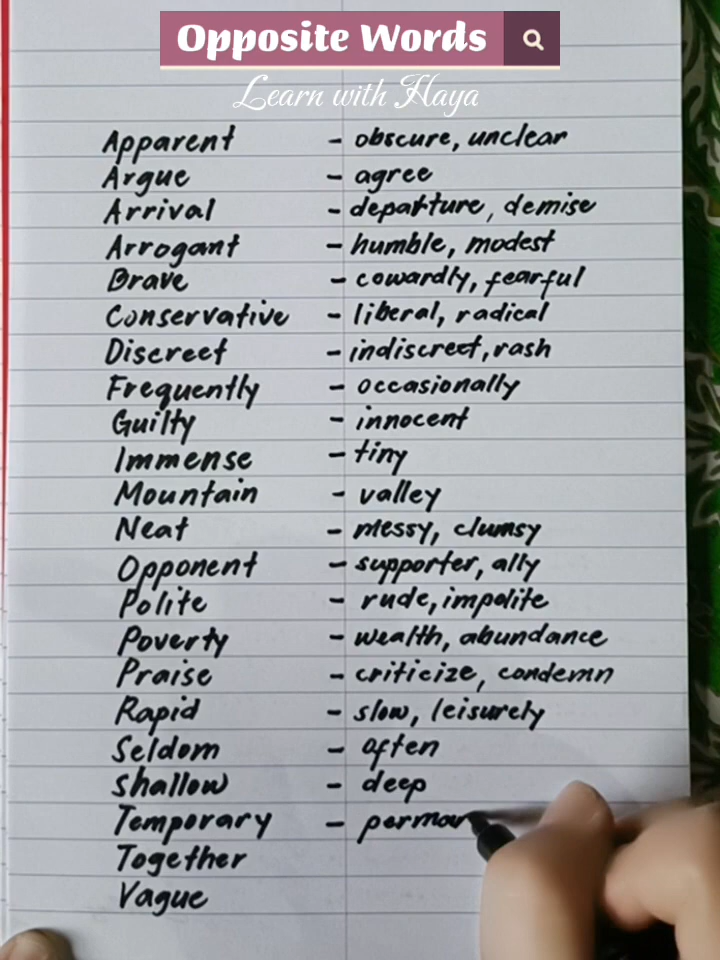 Opposite Words
Learn with Haya
Apparent - obscure, unclear
Argue - agree
Arrival - departure, demise
Arrogant - humble, modest
Brave - cowardly, fearful
Conservative - liberal, radical
Discreet - indiscreet, rash
Frequently - occasionally
Guilty - innocent
Immense - tiny
Mountain - valley
Neat - messy, clumsy
Opponent - supporter, ally
Polite - rude, impolite
Poverty - wealth, abundance
Praise - criticize, condemn
Rapid - slow, leisurely
Seldom - often
Shallow - deep
Temporary - perman
Together
Vague